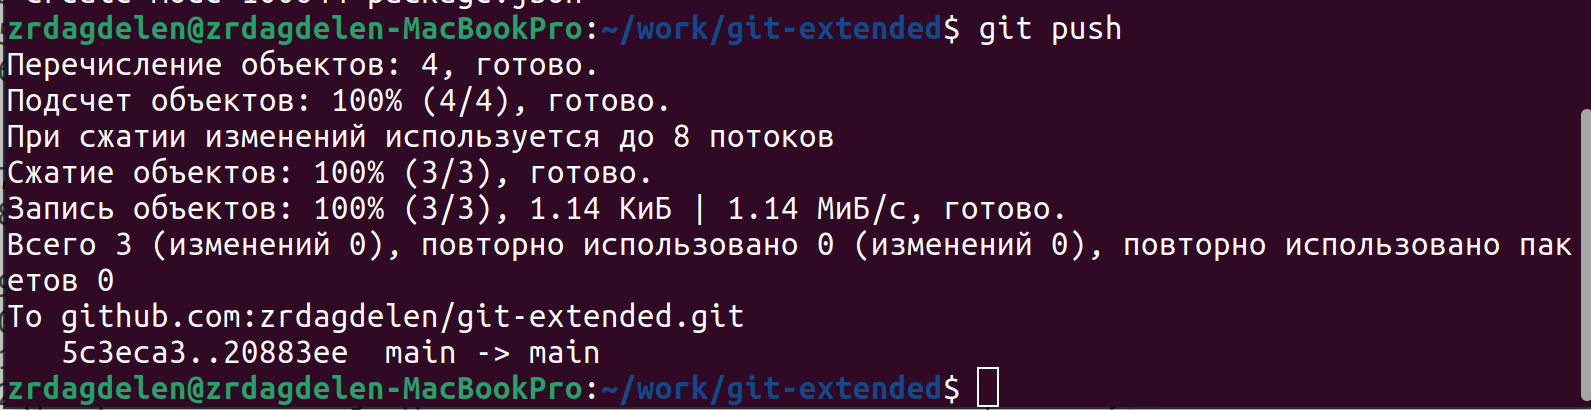 create mode 100644 package.json
zrdagdelen@zrdagdelen-MacBookPro:~/work/git-extended$ git push
Перечисление объектов: 4, готово.
Подсчет объектов: 100% (4/4), готово.
При сжатии изменений используется до 8 потоков
Сжатие объектов: 100% (3/3), готово.
Запись объектов: 100% (3/3), 1.14 КиБ | 1.14 МиБ/с, готово.
Всего 3 (изменений 0), повторно использовано 0 (изменений 0), повторно использовано пак
етов 0
To github.com:zrdagdelen/git-extended.git
5c3eca3..20883ee  main -> main
zrdagdelen@zrdagdelen-MacBookPro:~/work/git-extended$